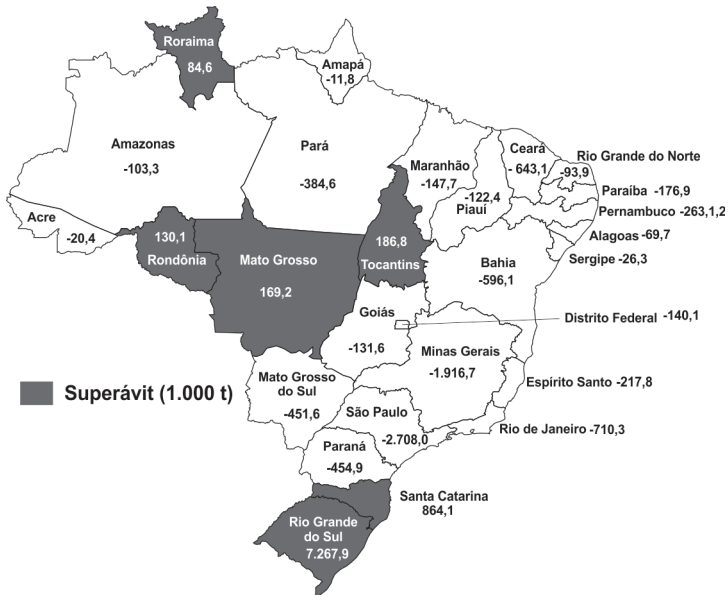 Roraima
84,6
Amapá
-11,8
Amazonas
-103,3
Pará
-384,6
Maranhão
-147,7
Ceará
- 643,1
Rio Grande do Norte
-93,9
Paraíba -176,9
-122,4
Piauí
Pernambuco -263,1,2
Acre
-20,4
130,1
Rondônia
Mato Grosso
169,2
186,8
Tocantins
Alagoas -69,7
Bahia
-596,1
Sergipe -26,3
Goiás
-131,6
Distrito Federal -140,1
Minas Gerais
-1.916,7
Mato Grosso
do Sul
-451,6
Espírito Santo -217,8
Superávit (1.000 t)
São Paulo
-2.708,0
Rio de Janeiro -710,3
Paraná
-454,9
Santa Catarina
864,1
Rio Grande
do Sul
7.267,9